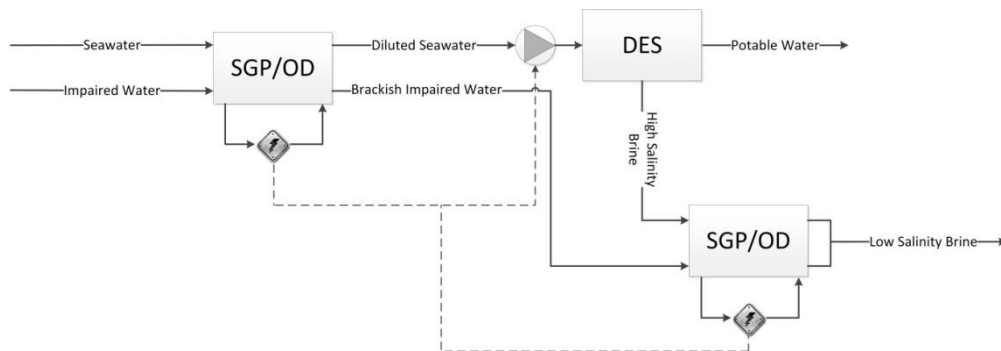 Seawater
Diluted Seawater
DES
Potable Water
SGP/OD
Impaired Water
Brackish Impaired Water
High Salinity
Brine
SGP/OD
Low Salinity Brine